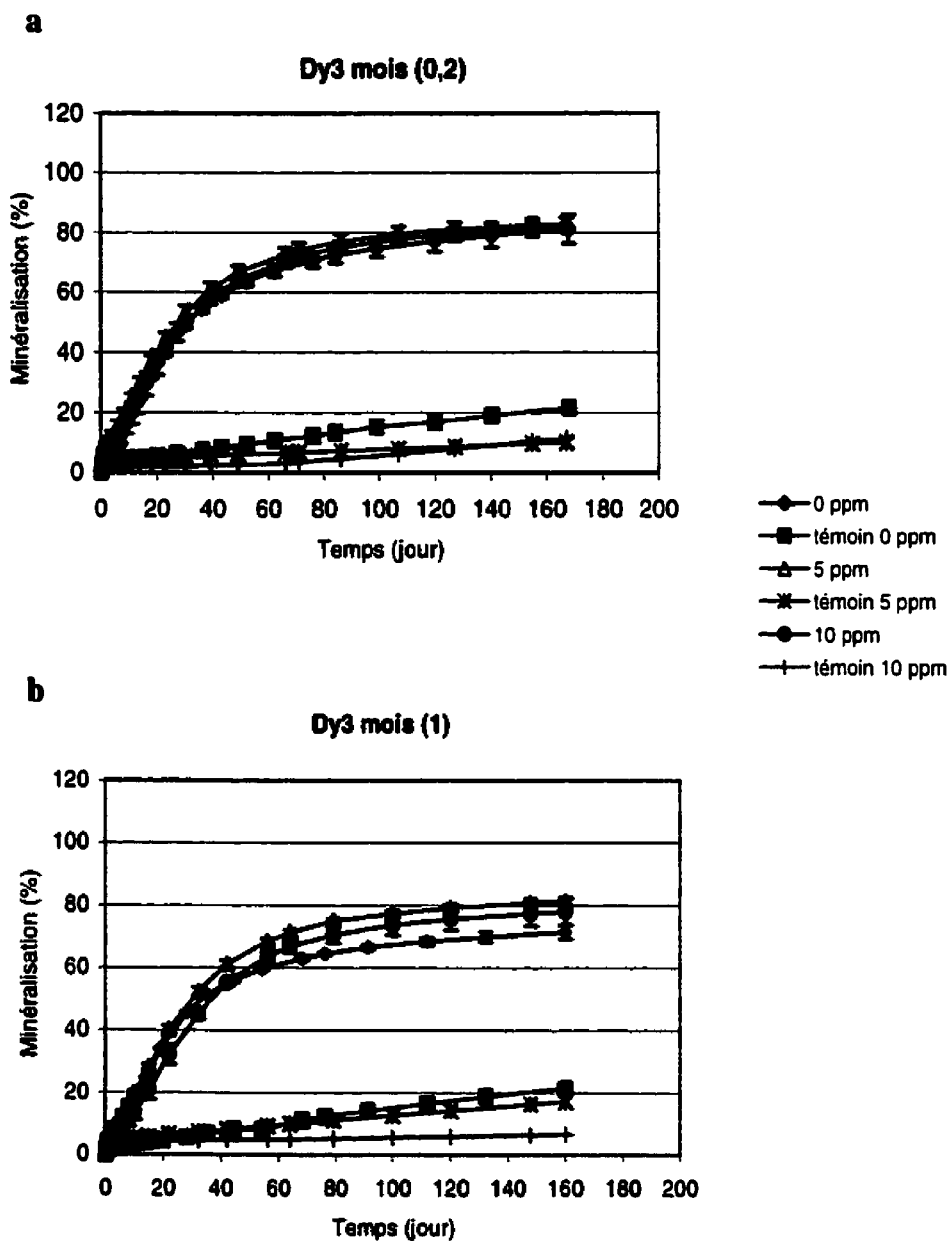 a
Dy3 mois (0,2)
120
100
80
60
40
20
0
Minéralisation (%)
0 20 40 60 80 100 120 140 160 180 200
Temps (jour)
0 ppm
témoin 0 ppm
5 ppm
témoin 5 ppm
10 ppm
témoin 10 ppm
b
Dy3 mois (1)
120
100
80
60
40
20
0
Minéralisation (%)
0 20 40 60 80 100 120 140 160 180 200
Temps (jour)